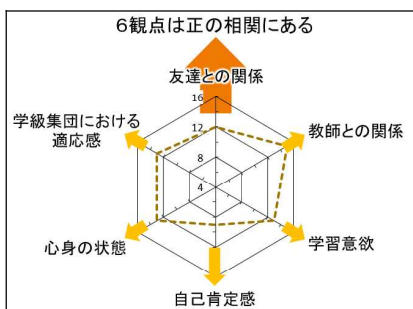 6観点は正の相関にある
友達との関係
16
学級集団における
適応感
12
教師との関係
8
4
心身の状態
学習意欲
自己肯定感